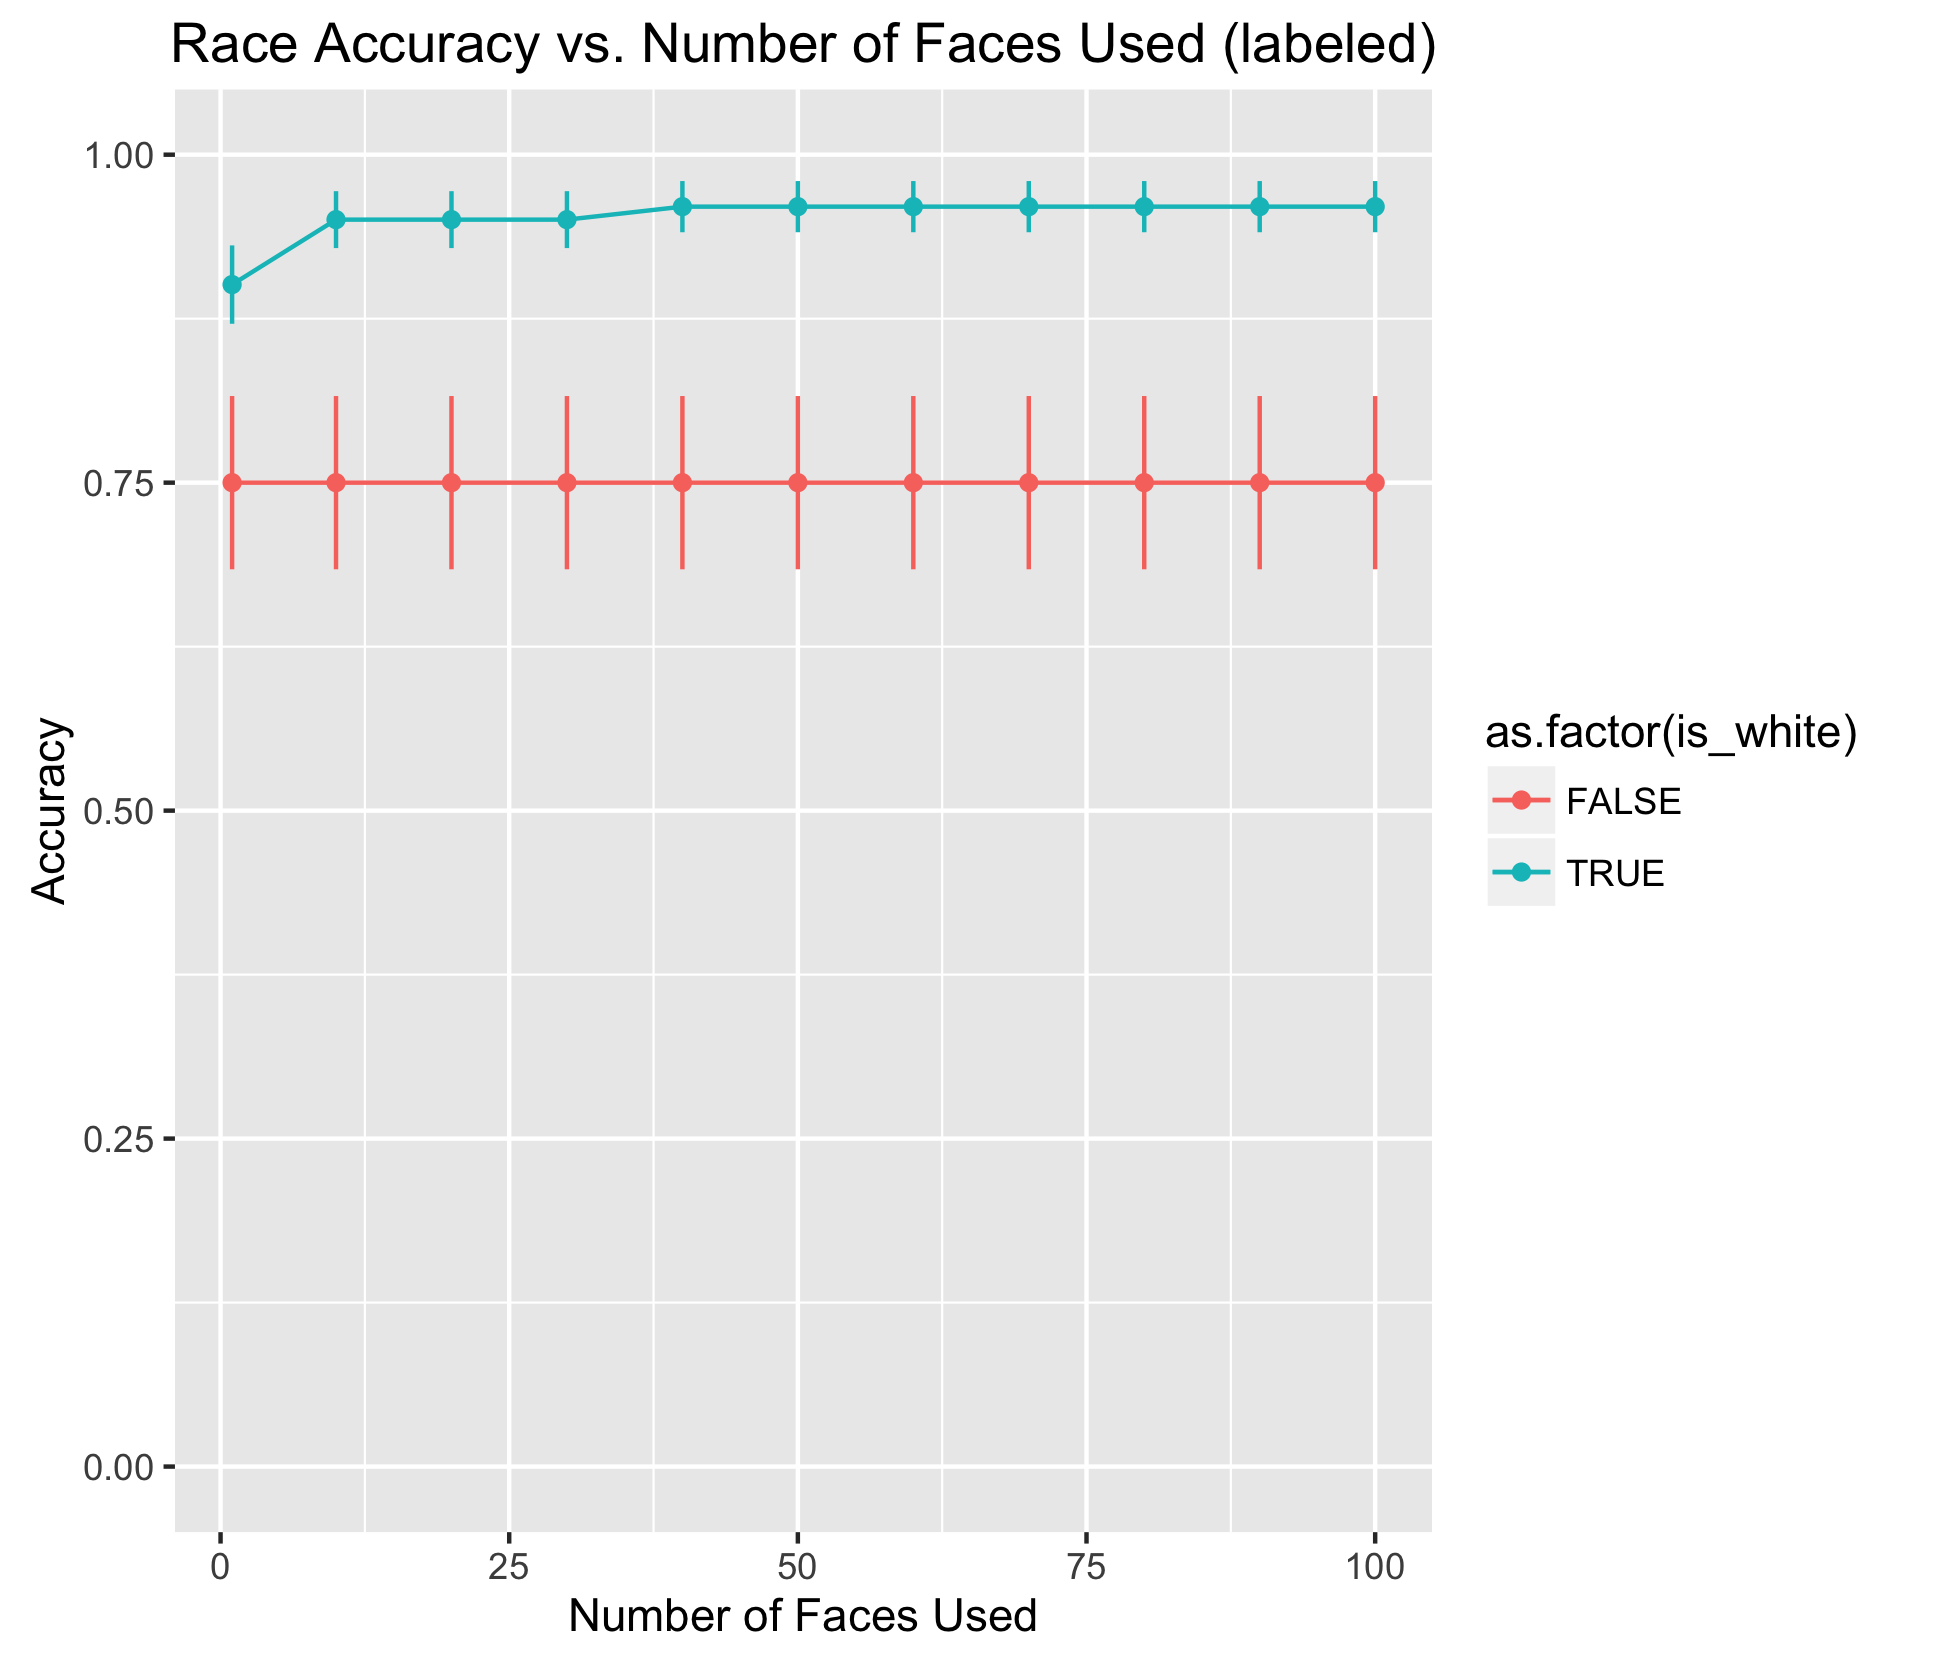 Race Accuracy vs. Number of Faces Used (labeled)
1.00
0.75
0.50
0.25
0.00
Accuracy
0 25 50 75 100
Number of Faces Used
as.factor(is_white)
FALSE
TRUE